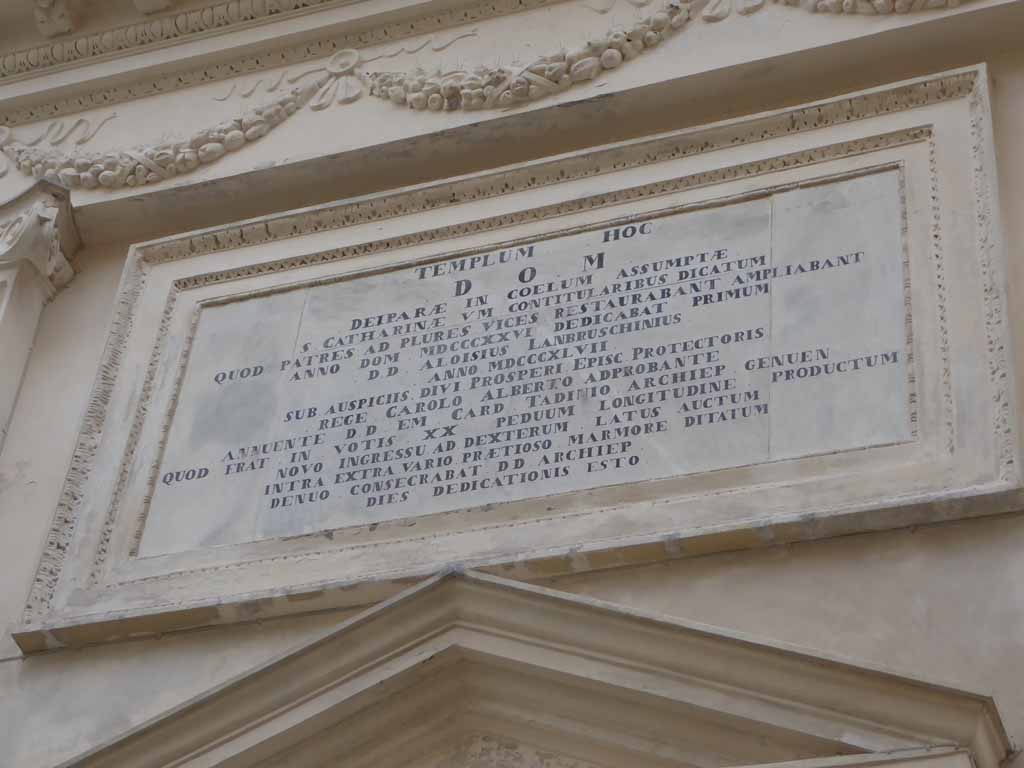 TEMPLUM HOC
D O M
DEIPARÆ IN COELUM ASSUMPTÆ
S CATHARINÆ VM CONTITULARIBUS DICATUM
QUOD PATRES AD PLURES VICES RESTAURABANT AMPLIABANT
ANNO DOM MDCCCXXVI DEDICABAT PRIMUM
D D ALOISIUS LANBRUSCHINIUS
ANNO MDCCCXLVII
SUB AUSPICIIS DIVI PROSPERI EPISC PROTECTORIS
REGE CAROLO ALBERTO ADPROBANTE
ANNUENTE D D EM CARD TADINIO ARCHIEP GENUEN
QUOD ERAT IN VOTIS XX PEDUUM LONGITUDINE PRODUCTUM
NOVO INGRESSU AD DEXTERUM LATUS AUCTUM
INTRA EXTRA VARIO PRÆTIOSO MARMORE DITATUM
DENUO CONSECRABAT DD ARCHIEP
DIES DEDICATIONIS ESTO